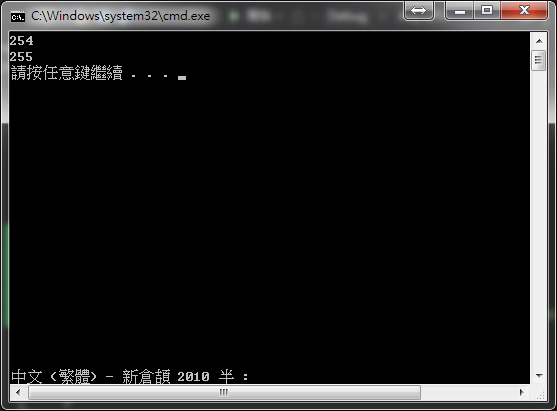 C:\Windows\system32\cmd.exe
254
255
請按任意鍵繼續 . . .
中文 (繁體) - 新倉頡 2010 半 :